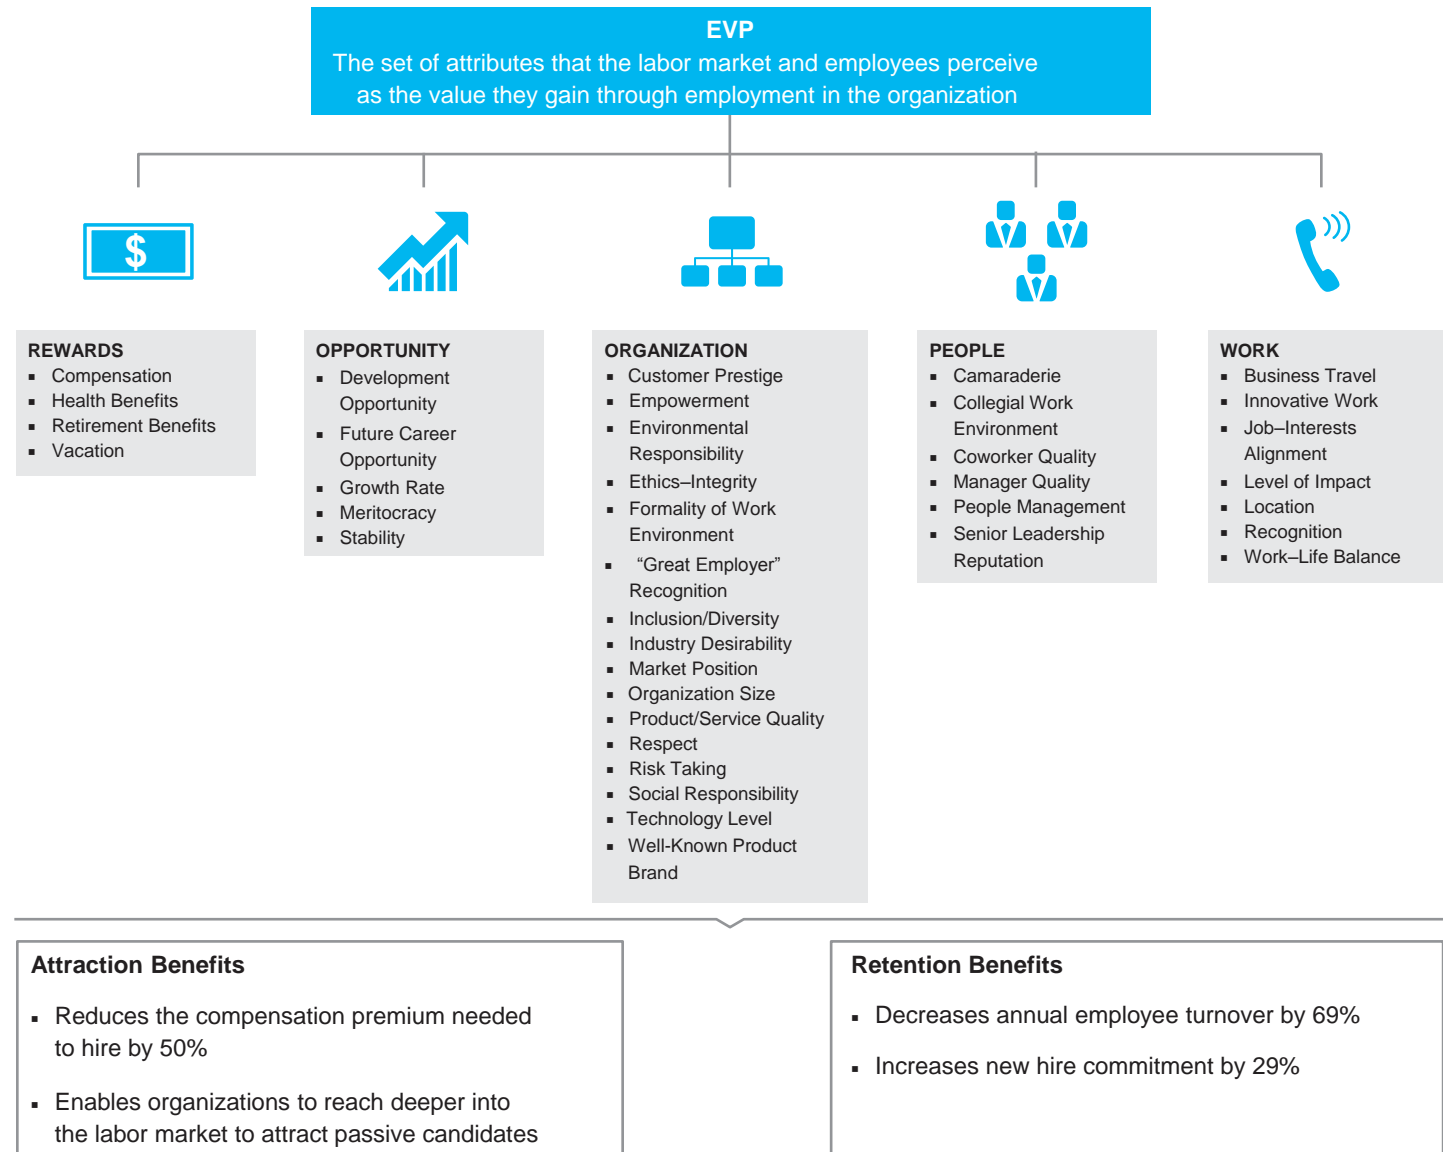 EVP
The set of attributes that the labor market and employees perceive
as the value they gain through employment in the organization
$
REWARDS
▪ Compensation
▪ Health Benefits
▪ Retirement Benefits
▪ Vacation
OPPORTUNITY
▪ Development
Opportunity
▪ Future Career
Opportunity
▪ Growth Rate
▪ Meritocracy
▪ Stability
ORGANIZATION
▪ Customer Prestige
▪ Empowerment
▪ Environmental
Responsibility
▪ Ethics–Integrity
▪ Formality of Work
Environment
▪ “Great Employer”
Recognition
▪ Inclusion/Diversity
▪ Industry Desirability
▪ Market Position
▪ Organization Size
▪ Product/Service Quality
▪ Respect
▪ Risk Taking
▪ Social Responsibility
▪ Technology Level
▪ Well-Known Product
Brand
PEOPLE
▪ Camaraderie
▪ Collegial Work
Environment
▪ Coworker Quality
▪ Manager Quality
▪ People Management
▪ Senior Leadership
Reputation
WORK
▪ Business Travel
▪ Innovative Work
▪ Job–Interests
Alignment
▪ Level of Impact
▪ Location
▪ Recognition
▪ Work–Life Balance
Attraction Benefits
▪ Reduces the compensation premium needed
to hire by 50%
▪ Enables organizations to reach deeper into
the labor market to attract passive candidates
Retention Benefits
▪ Decreases annual employee turnover by 69%
▪ Increases new hire commitment by 29%